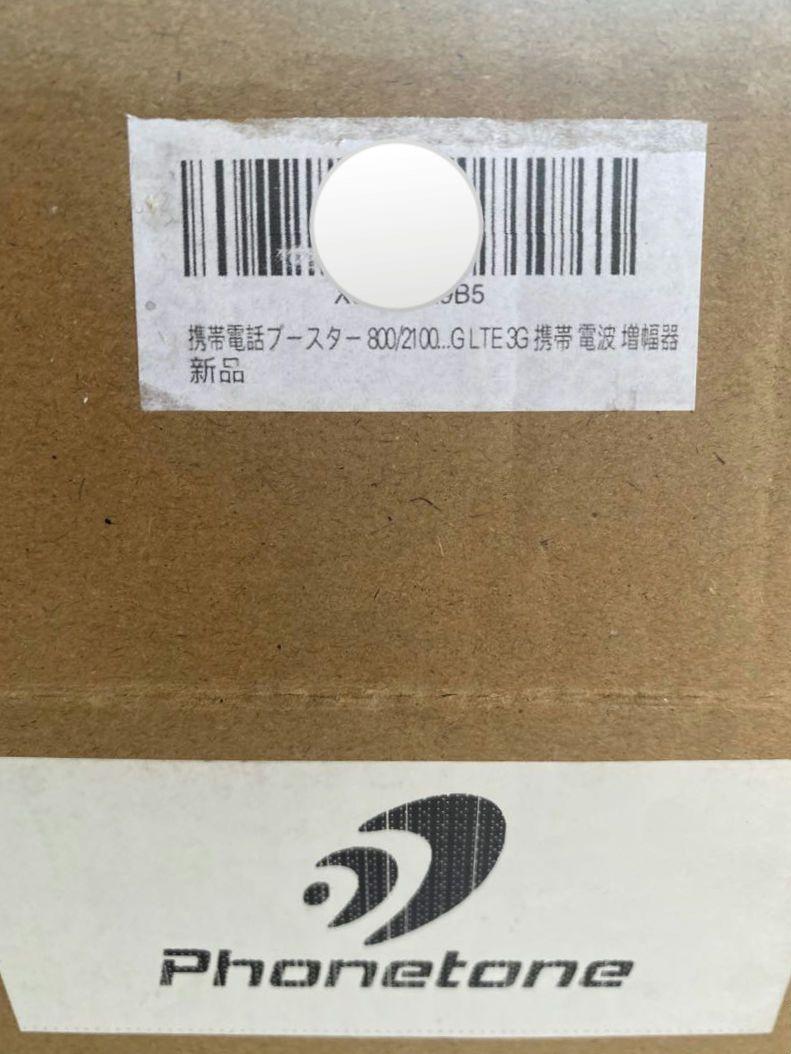 携帯電話ブースター 800/2100...G LTE 3G 携帯 電波 増幅器
新品
Phonetone